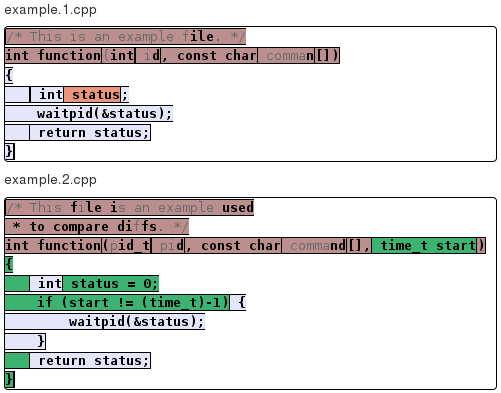 example.1.cpp
/* This is an example file. */
int function(int id, const char command[])
{
    int status;
    waitpid(&status);
    return status;
}
example.2.cpp
/* This file is an example used
 * to compare diffs. */
int function(pid_t pid, const char command[], time_t start)
{
    int status = 0;
    if (start != (time_t)-1) {
        waitpid(&status);
    }
    return status;
}